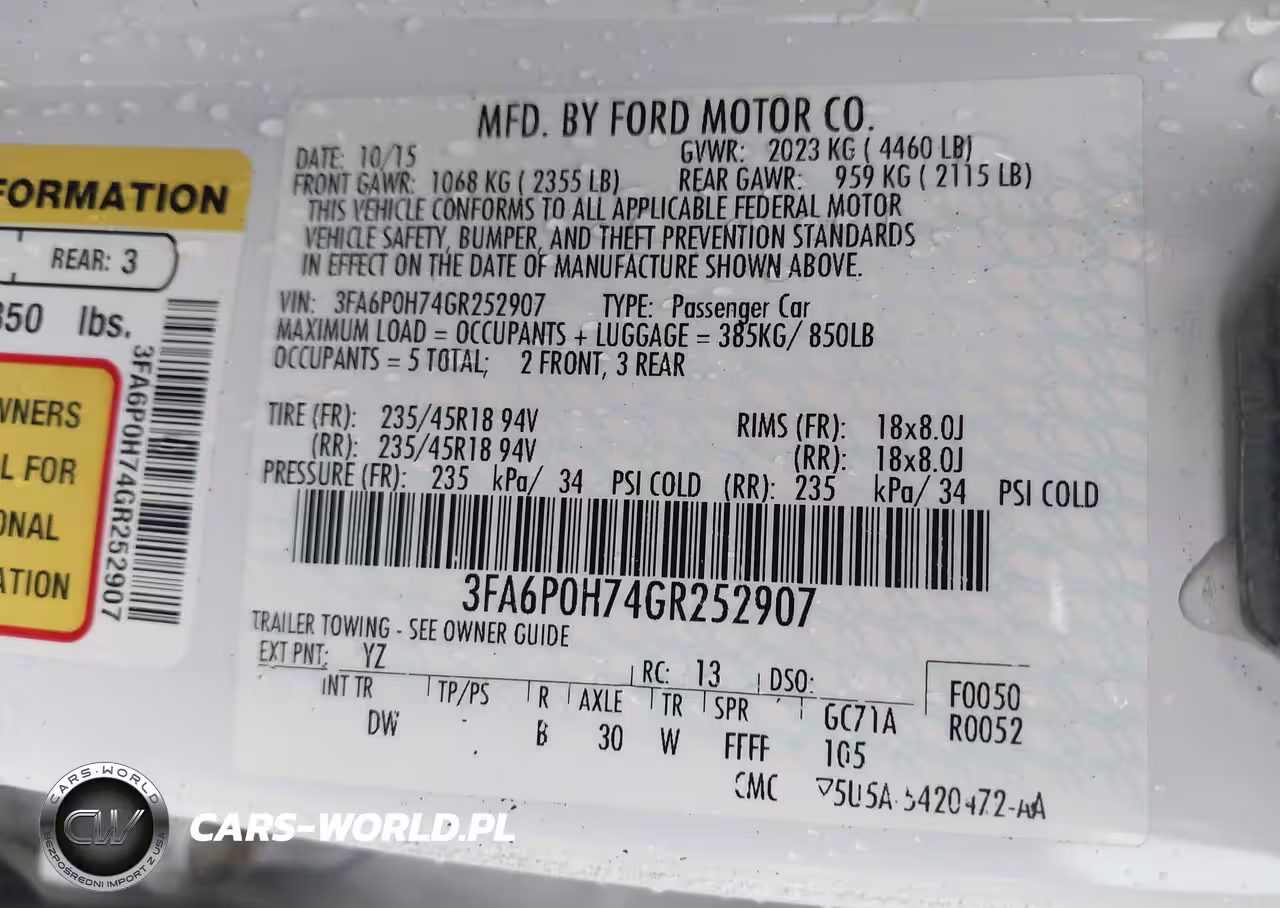 FORMATION
REAR: 3
350 lbs.
WNERS
L FOR
ONAL
ATION
3FA6P0H74GR252907
MFD. BY FORD MOTOR CO.
DATE: 10/15 GVWR: 2023 KG ( 4460 LB)
FRONT GAWR: 1068 KG ( 2355 LB) REAR GAWR: 959 KG ( 2115 LB)
THIS VEHICLE CONFORMS TO ALL APPLICABLE FEDERAL MOTOR
VEHICLE SAFETY, BUMPER, AND THEFT PREVENTION STANDARDS
IN EFFECT ON THE DATE OF MANUFACTURE SHOWN ABOVE.
VIN: 3FA6P0H74GR252907 TYPE: Passenger Car
MAXIMUM LOAD = OCCUPANTS + LUGGAGE = 385KG/ 850LB
OCCUPANTS = 5 TOTAL; 2 FRONT, 3 REAR
TIRE (FR): 235/45R18 94V RIMS (FR): 18x8.0J
(RR): 235/45R18 94V (RR): 18x8.0J
PRESSURE (FR): 235 kPa/ 34 PSI COLD (RR): 235 kPa/ 34 PSI COLD
3FA6P0H74GR252907
TRAILER TOWING - SEE OWNER GUIDE
EXT PNT: YZ RC: 13 DSO:
INT TR TP/PS R AXLE TR SPR GC71A
DW B 30 W FFFF 105
F0050
R0052
CMC
CARS-WORLD
CW
BEZPOŚREDNI IMPORT Z USA
CARS-WORLD.PL